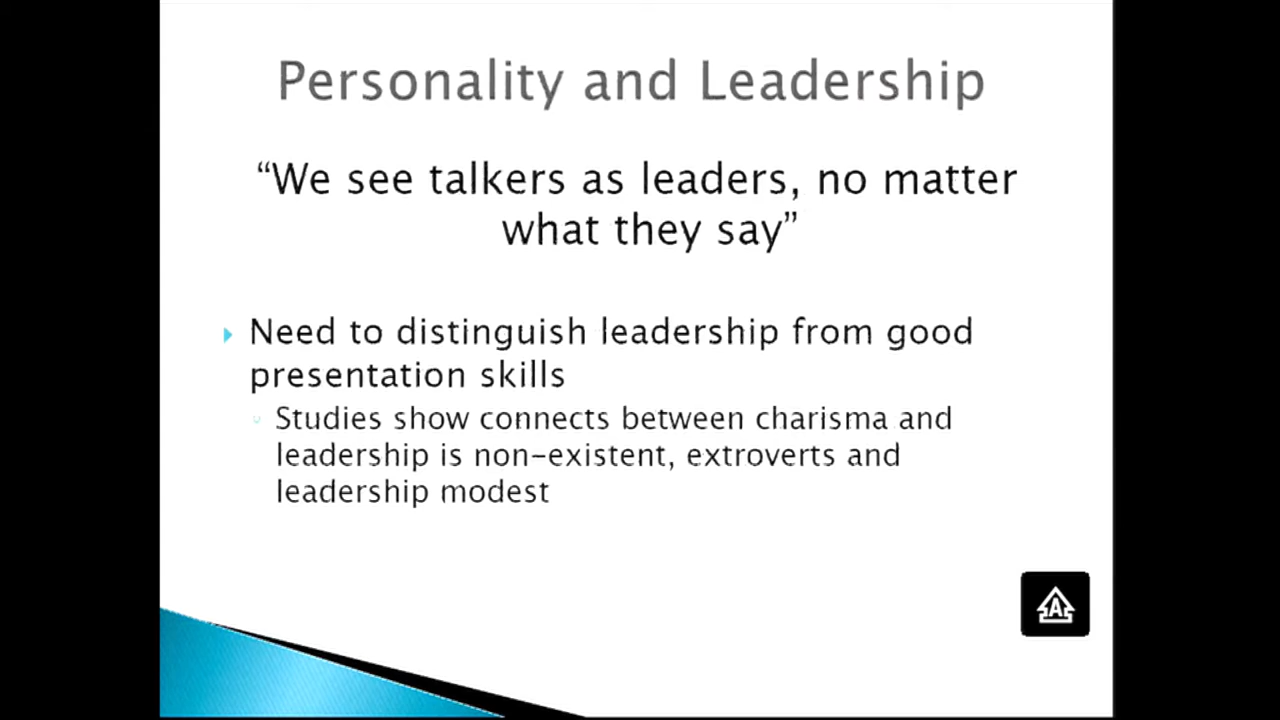 Personality and Leadership
“We see talkers as leaders, no matter
what they say”
Need to distinguish leadership from good
presentation skills
Studies show connects between charisma and
leadership is non-existent, extroverts and
leadership modest
A